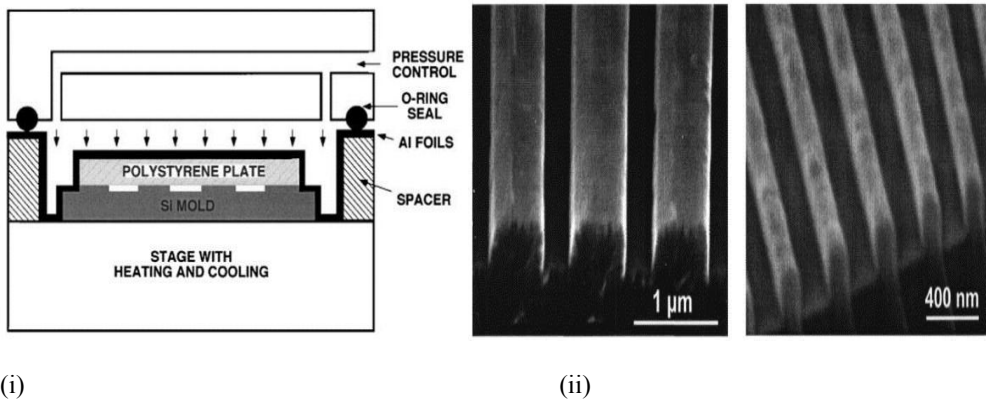 PRESSURE
CONTROL
O-RING
SEAL
Al FOILS
POLYSTYRENE PLATE
SPACER
Si MOLD
STAGE WITH
HEATING AND COOLING
1 µm
400 nm
(i)
(ii)